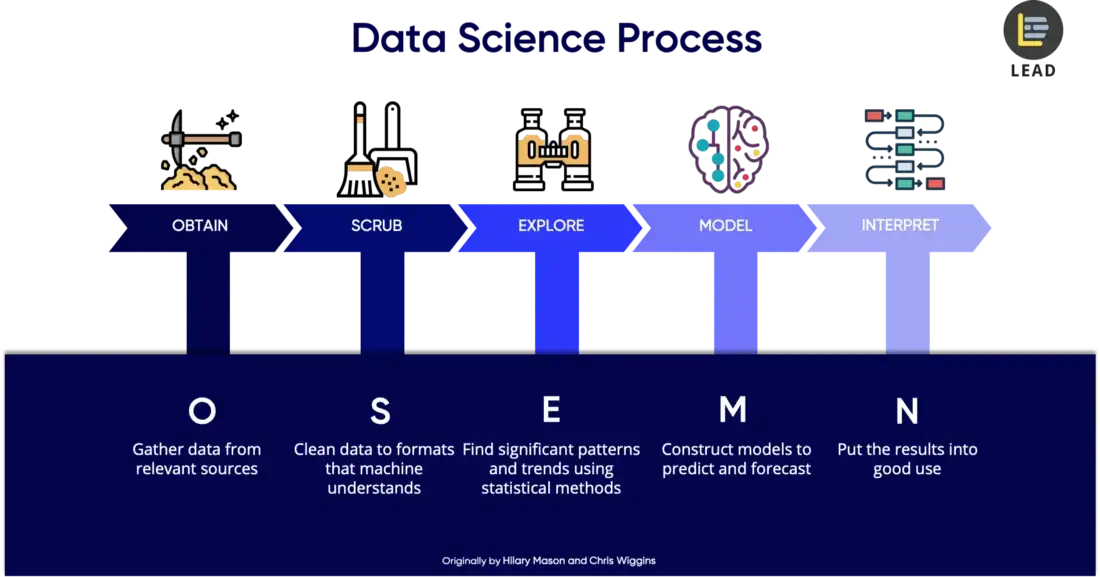 Data Science Process
LEAD
OBTAIN
SCRUB
EXPLORE
MODEL
INTERPRET
O
Gather data from
relevant sources
S
Clean data to formats
that machine
understands
E
Find significant patterns
and trends using
statistical methods
M
Construct models to
predict and forecast
N
Put the results into
good use
Originally by Hilary Mason and Chris Wiggins